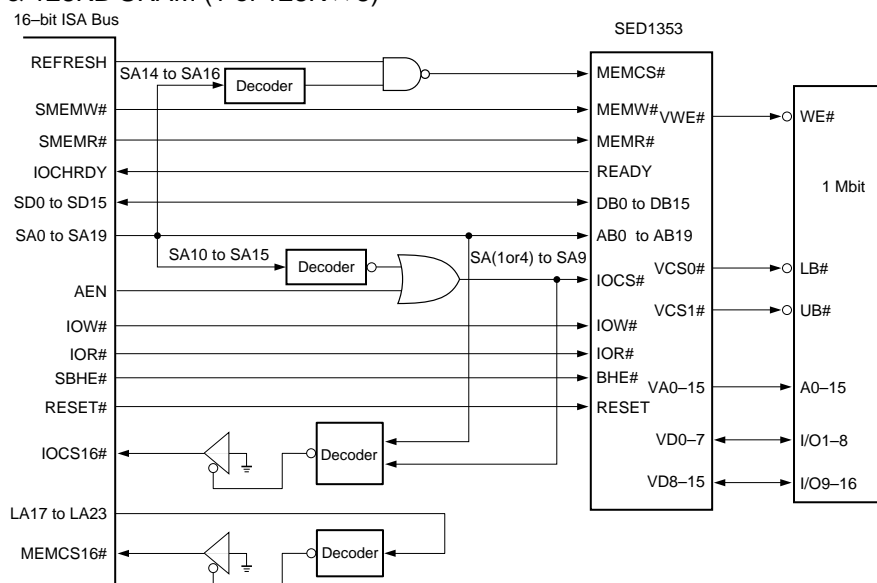 16–bit ISA Bus
SED1353
REFRESH
SA14 to SA16
Decoder
MEMCS#
SMEMW#
MEMW#
VWE#
WE#
SMEMR#
MEMR#
IOCHRDY
READY
1 Mbit
SD0 to SD15
DB0 to DB15
SA0 to SA19
AB0 to AB19
SA10 to SA15
Decoder
SA(1or4) to SA9
IOCS#
VCS0#
LB#
AEN
VCS1#
UB#
IOW#
IOW#
IOR#
IOR#
SBHE#
BHE#
VA0–15
A0–15
RESET#
RESET
IOCS16#
Decoder
VD0–7
I/O1–8
VD8–15
I/O9–16
LA17 to LA23
MEMCS16#
Decoder